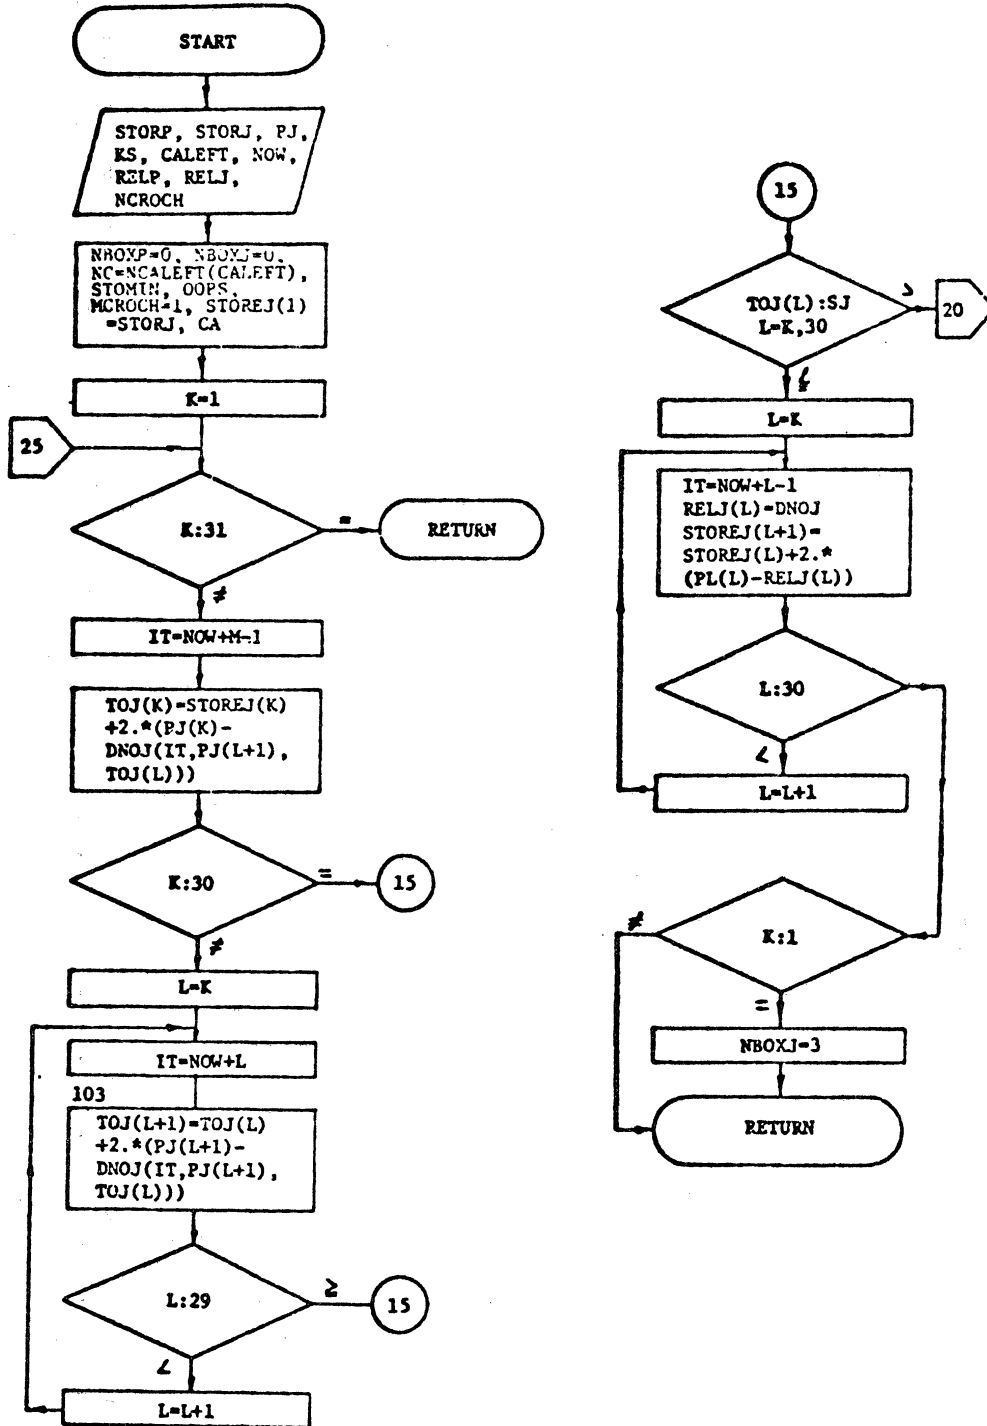 START
STORP, STORJ, PJ,
KS, CALEFT, NOW,
RELP, RELJ,
NCROCH
NBOXP=0, NBOXJ=0,
NC=NCALEFT(CALEFT),
STOMIN, OOPS,
MCROCH=1, STOREJ(1)
=STORJ, CA
K=1
25
K:31
=
RETURN
≠
IT=NOW+M-1
TOJ(K)=STOREJ(K)
+2.*(PJ(K)-
DNOJ(IT,PJ(L+1),
TOJ(L)))
K:30
=
15
≠
L=K
IT=NOW+L
103
TOJ(L+1)=TOJ(L)
+2.*(PJ(L+1)-
DNOJ(IT,PJ(L+1),
TOJ(L)))
L:29
≥
15
<
L=L+1
15
TOJ(L):SJ
L=K,30
>
20
L=K
IT=NOW+L-1
RELJ(L)=DNOJ
STOREJ(L+1)=
STOREJ(L)+2.*
(PL(L)-RELJ(L))
L:30
<
L=L+1
≠
K:1
=
NBOXJ=3
RETURN